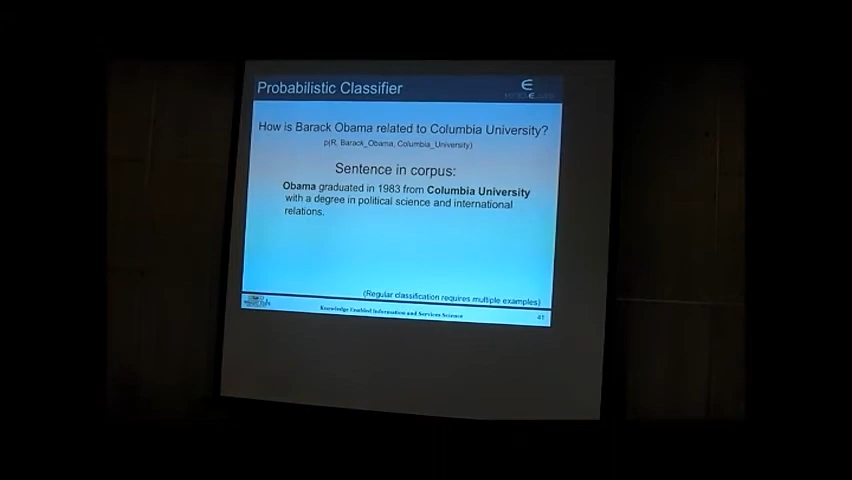 Probabilistic Classifier
How is Barack Obama related to Columbia University?
p(R, Barack_Obama, Columbia_University)
Sentence in corpus:
Obama graduated in 1983 from Columbia University
with a degree in political science and international
relations.
(Regular classification requires multiple examples)
Knowledge Enabled Information and Services Science
41